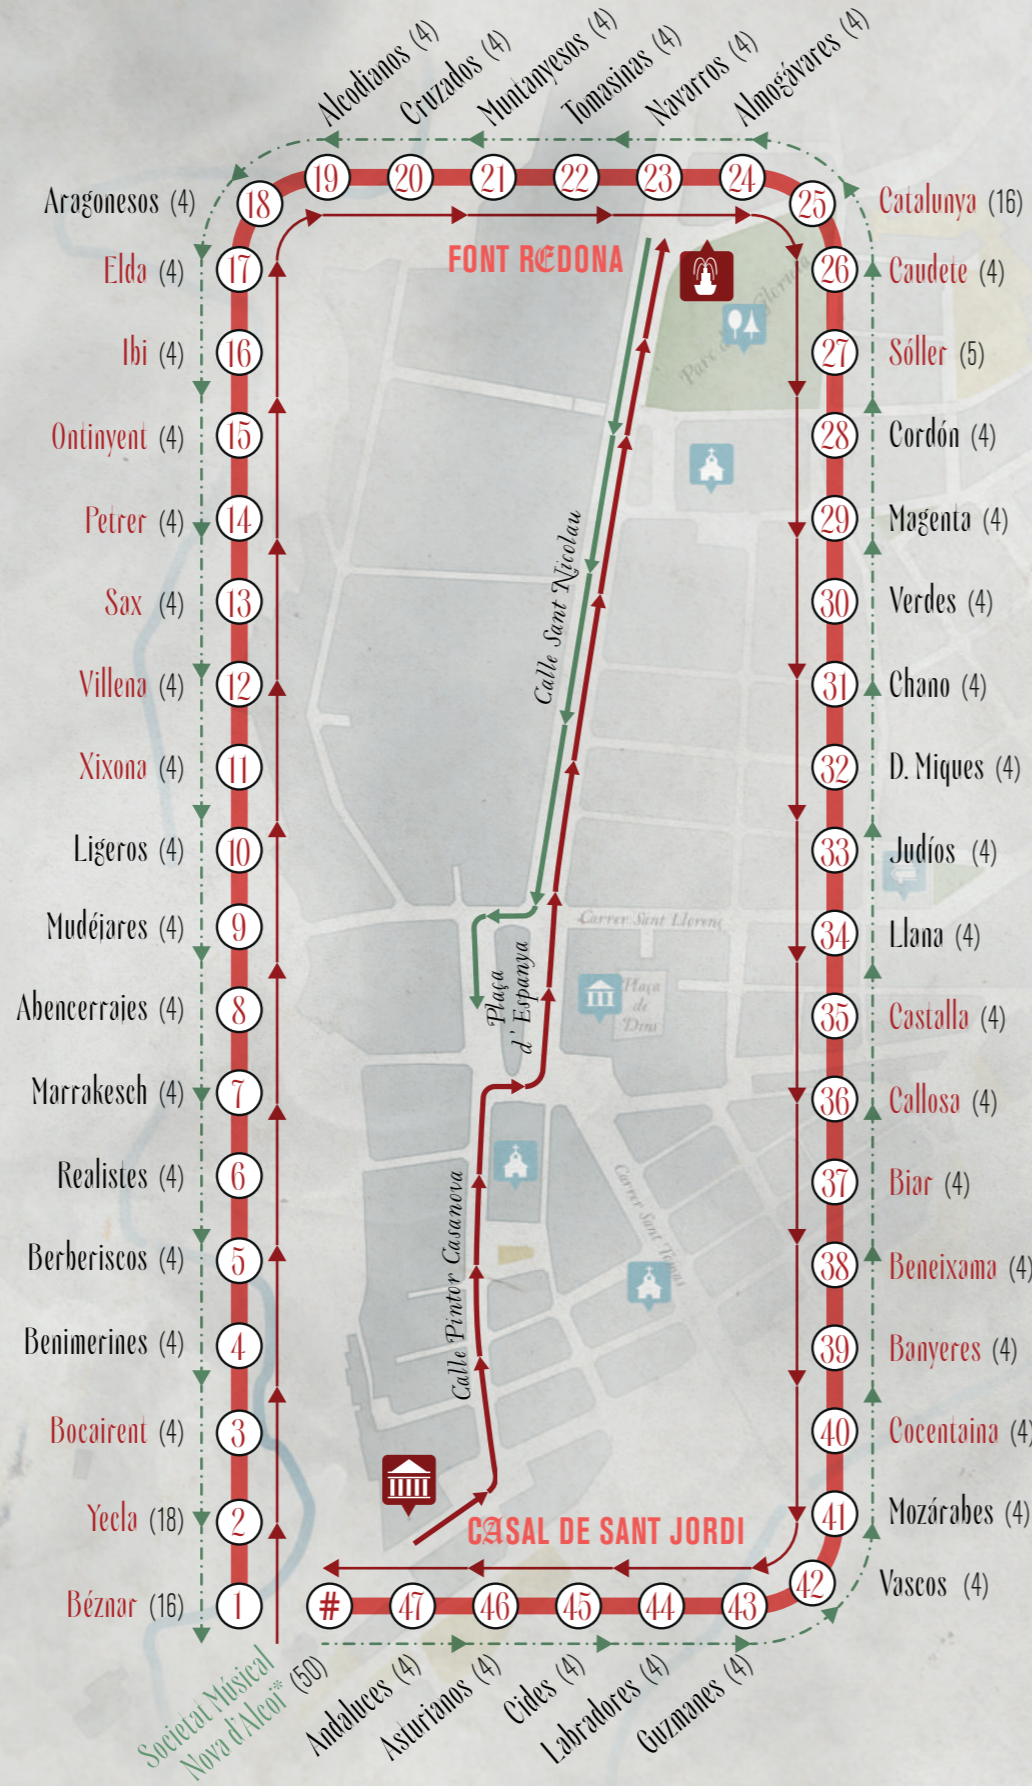 Alcodianos (4)
Cruzados (4)
Muntanyesos (4)
Tomasinas (4)
Navarros (4)
Almogávares (4)
19
20
21
22
23
24
Aragonesos (4)
18
25
Catalunya (16)
FONT REDONA
Elda (4)
17
26
Caudete (4)
Parc de la Glorieta
Ibi (4)
16
27
Sóller (5)
Ontinyent (4)
15
28
Cordón (4)
Petrer (4)
14
29
Magenta (4)
Calle Sant Nicolau
Sax (4)
13
30
Verdes (4)
Villena (4)
12
31
Chano (4)
Xixona (4)
11
32
D. Miques (4)
Ligeros (4)
10
33
Judíos (4)
Carrer Sant Llorenç
Mudéjares (4)
9
34
Llana (4)
Plaça
d' Espanya
Plaça
de
Dins
Abencerrajes (4)
8
35
Castalla (4)
Marrakesch (4)
7
36
Callosa (4)
Realistes (4)
6
37
Biar (4)
Calle Pintor Casanova
Carrer Sant Tomás
Berberiscos (4)
5
38
Beneixama (4)
Benimerines (4)
4
39
Banyeres (4)
Bocairent (4)
3
40
Cocentaina (4)
Yecla (18)
2
41
Mozárabes (4)
CASAL DE SANT JORDI
Béznar (16)
1
#
47
46
45
44
43
42
Vascos (4)
Societat Músical
Nova d'Alcoi* (50)
Andaluces (4)
Asturianos (4)
Cides (4)
Labradores (4)
Guzmanes (4)